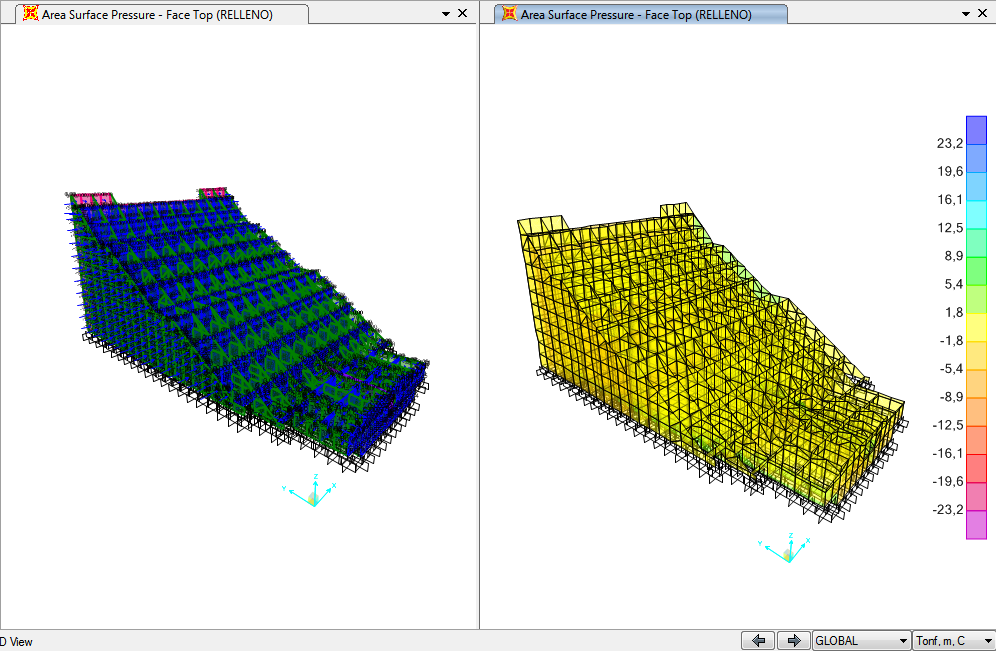 Area Surface Pressure - Face Top (RELLENO)
Area Surface Pressure - Face Top (RELLENO)
23,2
19,6
16,1
12,5
8,9
5,4
1,8
-1,8
-5,4
-8,9
-12,5
-16,1
-19,6
-23,2
Z
Y
X
Z
Y
X
D View
GLOBAL
Tonf, m, C